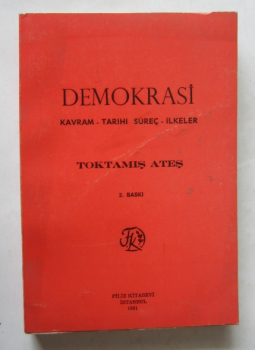 DEMOKRASİ
KAVRAM - TARİHİ SÜREÇ - İLKELER
TOKTAMIŞ ATEŞ
2. BASKI
FİLİZ KİTABEVİ
İSTANBUL